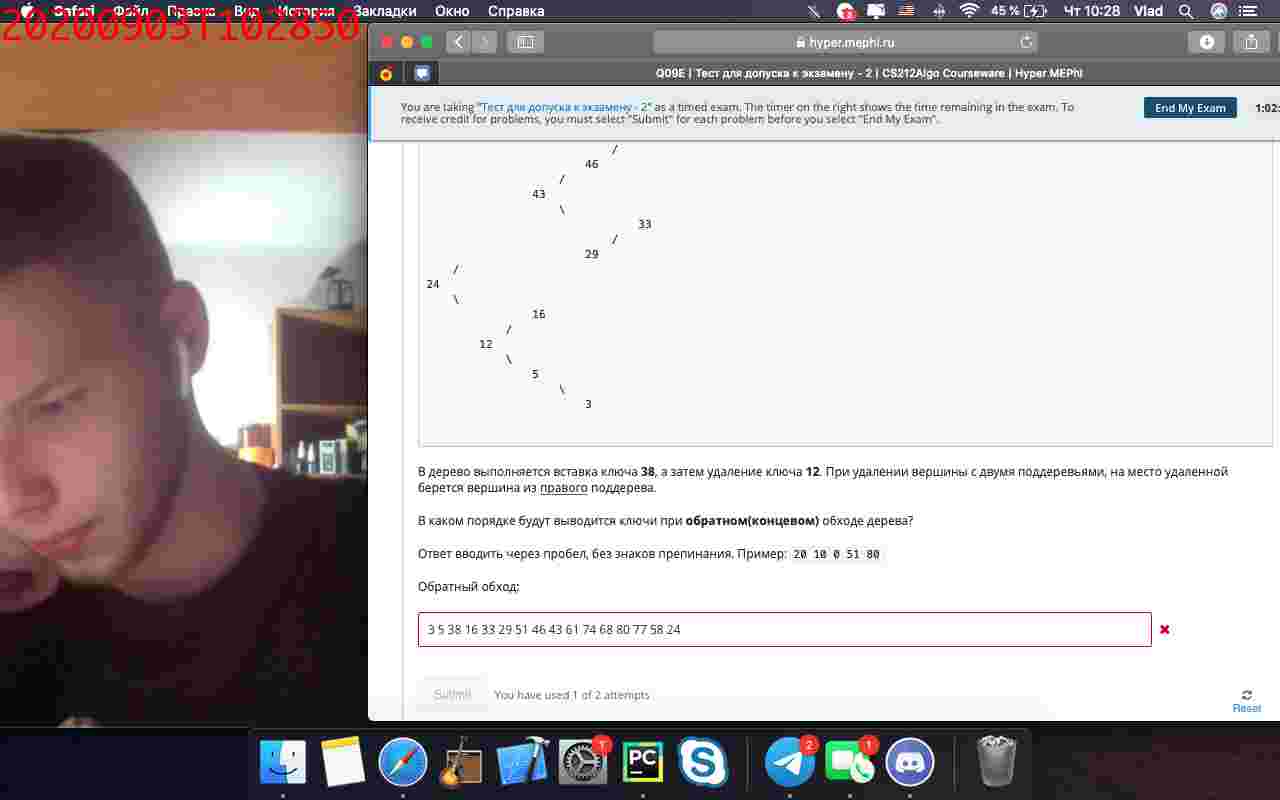 20200903T102830
Safari Файл Правка Вид История Закладки Окно Справка
2 45 % Чт 10:28 Vlad
hyper.mephi.ru
Q09E | Тест для допуска к экзамену - 2 | CS212Algo Courseware | Hyper.MEPhI
You are taking "Тест для допуска к экзамену - 2" as a timed exam. The timer on the right shows the time remaining in the exam. To
receive credit for problems, you must select "Submit" for each problem before you select "End My Exam".
End My Exam
1:02:
/
46
/
43
\
33
/
29
/
24
\
16
/
12
\
5
\
3
В дерево выполняется вставка ключа 38, а затем удаление ключа 12. При удалении вершины с двумя поддеревьями, на место удаленной
берется вершина из правого поддерева.
В каком порядке будут выводится ключи при обратном(концевом) обходе дерева?
Ответ вводить через пробел, без знаков препинания. Пример: 20 10 0 51 80
Обратный обход:
3 5 38 16 33 29 51 46 43 61 74 68 80 77 58 24
Submit
You have used 1 of 2 attempts
Reset
1
PC
2
1